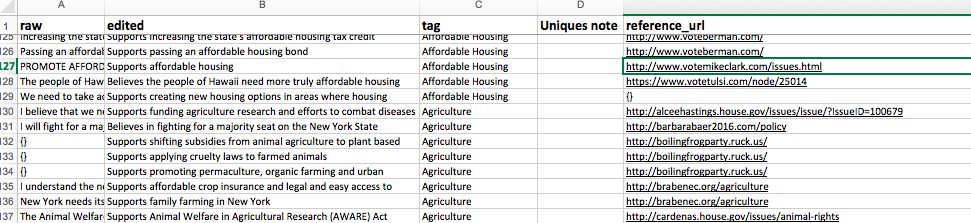 A B C D E
1 raw edited tag Uniques note reference_url
125 Increasing the stat Supports increasing the state's affordable housing tax credit Affordable Housing http://www.voteberman.com/
126 Passing an affordal Supports passing an affordable housing bond Affordable Housing http://www.voteberman.com/
127 PROMOTE AFFORD Supports affordable housing Affordable Housing http://www.votemikeclark.com/issues.html
128 The people of Haw Believes the people of Hawaii need more truly affordable housing Affordable Housing https://www.votetulsi.com/node/25014
129 We need to take ac Supports creating new housing options in areas where housing Affordable Housing {}
130 I believe that we n Supports funding agriculture research and efforts to combat diseases Agriculture http://alceehastings.house.gov/issues/issue/?IssueID=100679
131 I will fight for a ma Believes in fighting for a majority seat on the New York State Agriculture http://barbarabaer2016.com/policy
132 {} Supports shifting subsidies from animal agriculture to plant based Agriculture http://boilingfrogparty.ruck.us/
133 {} Supports applying cruelty laws to farmed animals Agriculture http://boilingfrogparty.ruck.us/
134 {} Supports promoting permaculture, organic farming and urban Agriculture http://boilingfrogparty.ruck.us/
135 I understand the n Supports affordable crop insurance and legal and easy access to Agriculture http://brabenec.org/agriculture
136 New York needs its Supports family farming in New York Agriculture http://brabenec.org/agriculture
137 The Animal Welfar Supports Animal Welfare in Agricultural Research (AWARE) Act Agriculture http://cardenas.house.gov/issues/animal-rights